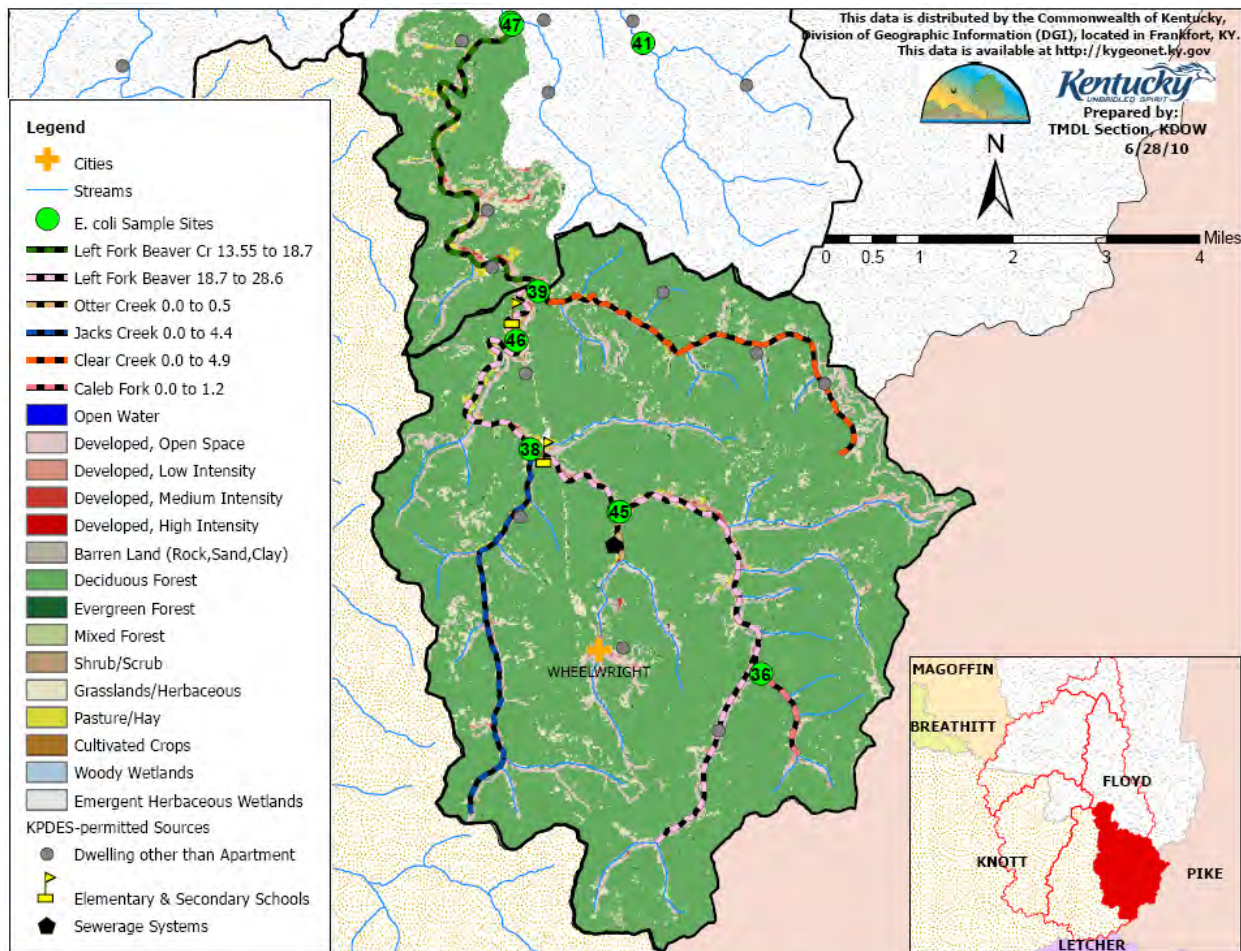 This data is distributed by the Commonwealth of Kentucky,
Division of Geographic Information (DGI), located in Frankfort, KY.
This data is available at http://kygeonet.ky.gov
Kentucky
UNBRIDLED SPIRIT
Prepared by:
TMDL Section, KDOW
6/28/10
N
Miles
0 0.5 1 2 3 4
47
41
39
46
38
45
36
WHEELWRIGHT
Legend
Cities
Streams
E. coli Sample Sites
Left Fork Beaver Cr 13.55 to 18.7
Left Fork Beaver 18.7 to 28.6
Otter Creek 0.0 to 0.5
Jacks Creek 0.0 to 4.4
Clear Creek 0.0 to 4.9
Caleb Fork 0.0 to 1.2
Open Water
Developed, Open Space
Developed, Low Intensity
Developed, Medium Intensity
Developed, High Intensity
Barren Land (Rock,Sand,Clay)
Deciduous Forest
Evergreen Forest
Mixed Forest
Shrub/Scrub
Grasslands/Herbaceous
Pasture/Hay
Cultivated Crops
Woody Wetlands
Emergent Herbaceous Wetlands
KPDES-permitted Sources
Dwelling other than Apartment
Elementary & Secondary Schools
Sewerage Systems
MAGOFFIN
BREATHITT
FLOYD
KNOTT
PIKE
LETCHER